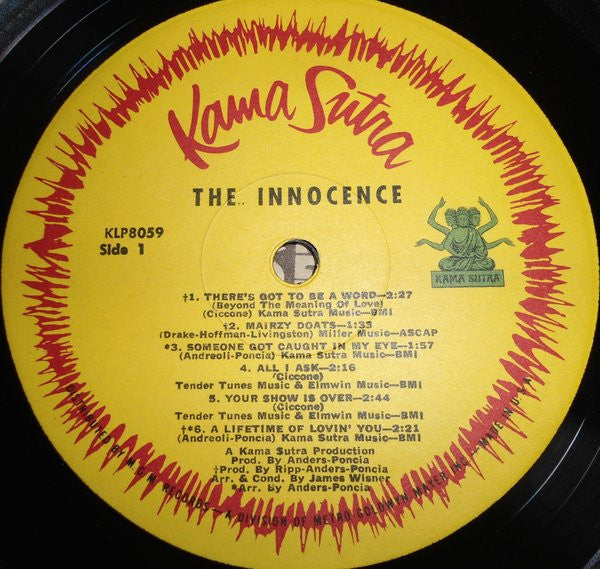 Kama Sutra
THE INNOCENCE
KLP8059
Side 1
KAMA SUTRA
†1. THERE'S GOT TO BE A WORD—2:27
(Beyond The Meaning Of Love)
(Ciccone) Kama Sutra Music—BMI
†2. MAIRZY DOATS—1:33
(Drake-Hoffman-Livingston) Miller Music—ASCAP
*3. SOMEONE GOT CAUGHT IN MY EYE—1:57
(Andreoli-Poncia) Kama Sutra Music—BMI
4. ALL I ASK—2:16
(Ciccone)
Tender Tunes Music & Elmwin Music—BMI
5. YOUR SHOW IS OVER—2:44
(Ciccone)
Tender Tunes Music & Elmwin Music—BMI
†*6. A LIFETIME OF LOVIN' YOU—2:21
(Andreoli-Poncia) Kama Sutra Music—BMI
A Kama Sutra Production
Prod. By Anders-Poncia
†Prod. By Ripp-Anders-Poncia
Arr. & Cond. By James Wisner
*Arr. By Anders-Poncia
DISTRIBUTED BY M.G.M. RECORDS—A DIVISION OF METRO-GOLDWYN-MAYER INC.—MADE IN U.S.A.